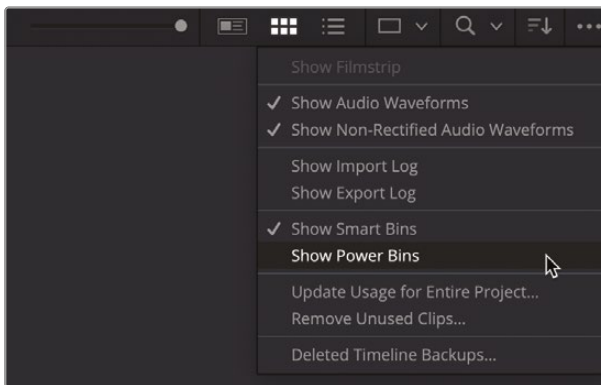 Show Filmstrip
Show Audio Waveforms
Show Non-Rectified Audio Waveforms
Show Import Log
Show Export Log
Show Smart Bins
Show Power Bins
Update Usage for Entire Project...
Remove Unused Clips...
Deleted Timeline Backups...